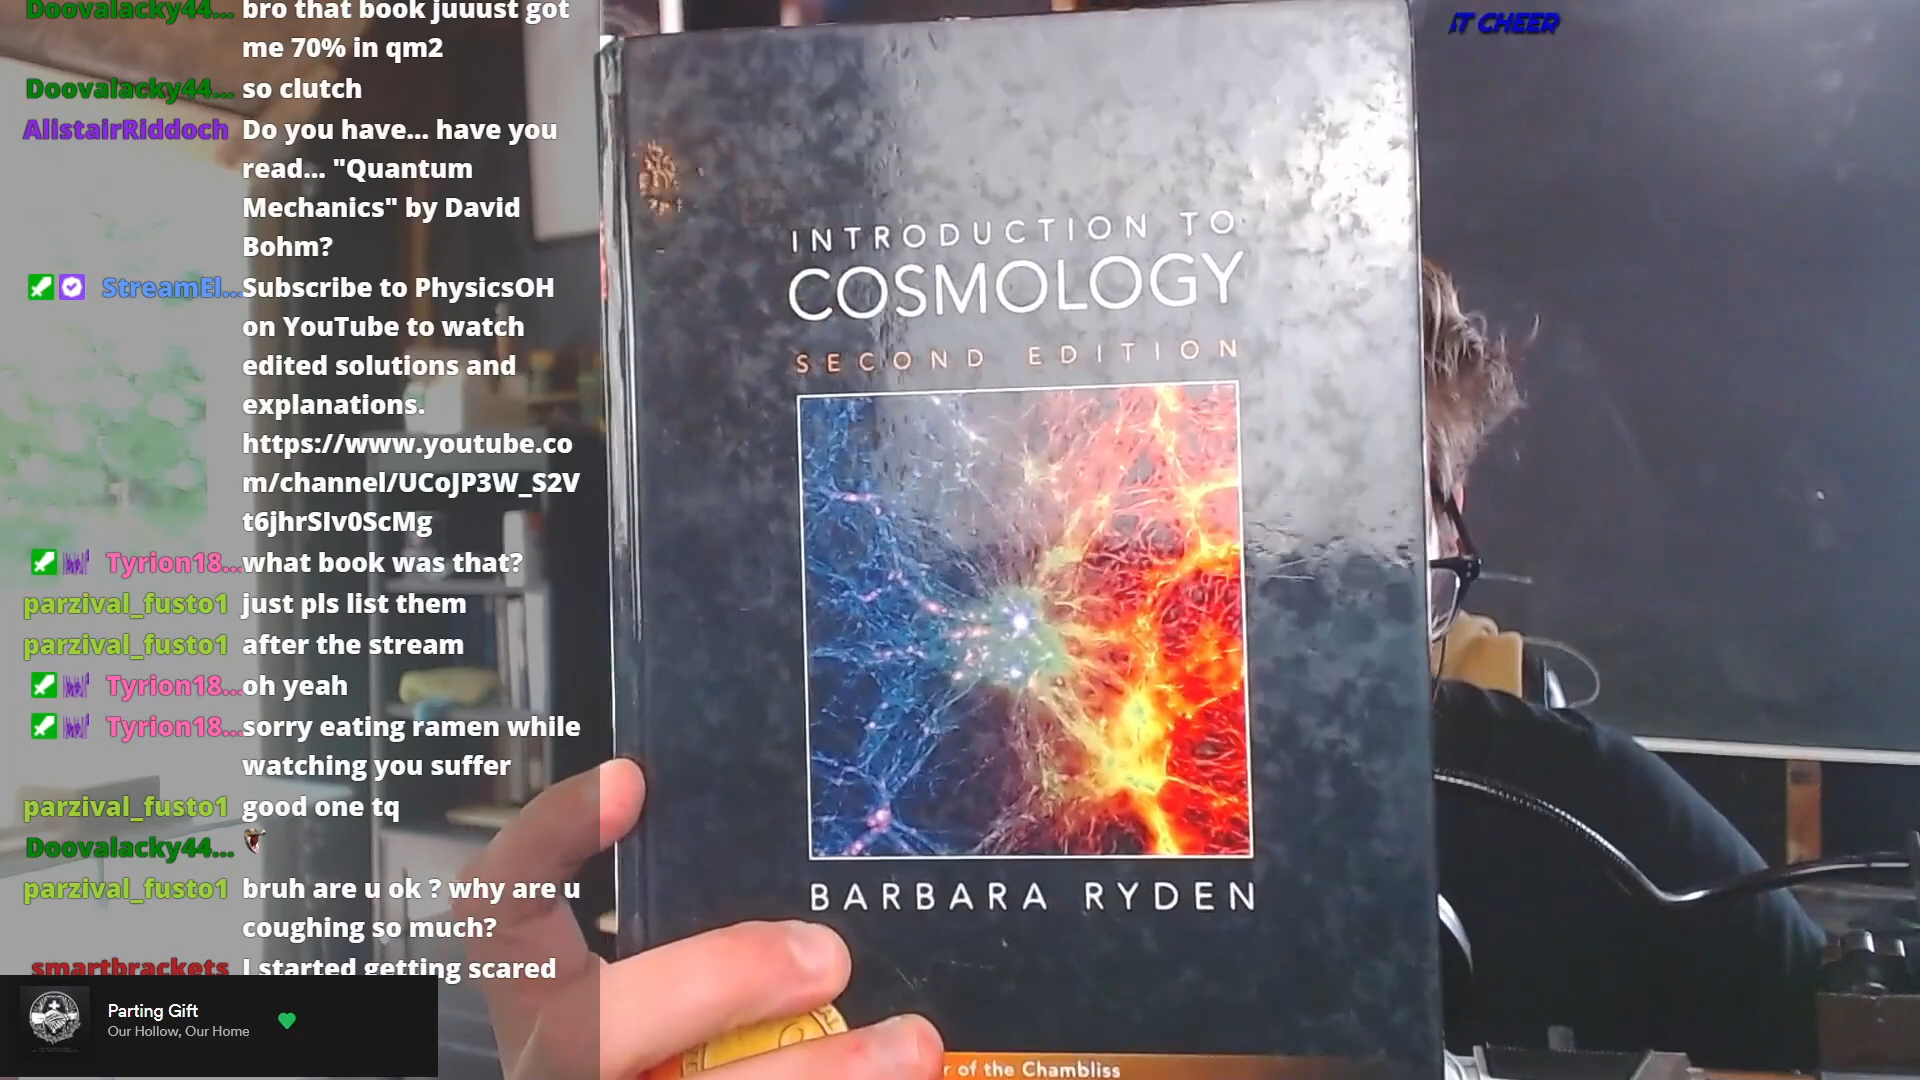 Doovalacky44... bro that book juuust got
me 70% in qm2
Doovalacky44... so clutch
AlistairRiddoch Do you have... have you
read... "Quantum
Mechanics" by David
Bohm?
StreamEl... Subscribe to PhysicsOH
on YouTube to watch
edited solutions and
explanations.
https://www.youtube.co
m/channel/UCoJP3W_S2V
t6jhrSIv0ScMg
Tyrion18... what book was that?
parzival_fusto1 just pls list them
parzival_fusto1 after the stream
Tyrion18... oh yeah
Tyrion18... sorry eating ramen while
watching you suffer
parzival_fusto1 good one tq
Doovalacky44...
parzival_fusto1 bruh are u ok ? why are u
coughing so much?
smartbrackets I started getting scared
Parting Gift
Our Hollow, Our Home
INTRODUCTION TO
COSMOLOGY
SECOND EDITION
BARBARA RYDEN
of the Chambliss
IT CHEER